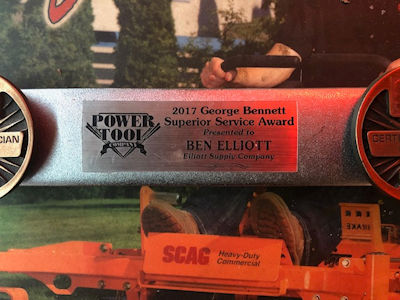 POWER
TOOL
COMPANY
2017 George Bennett
Superior Service Award
Presented to
BEN ELLIOTT
Elliott Supply Company
CIAN
CERT
SCAG
Heavy-Duty
Commercial
BRAKE